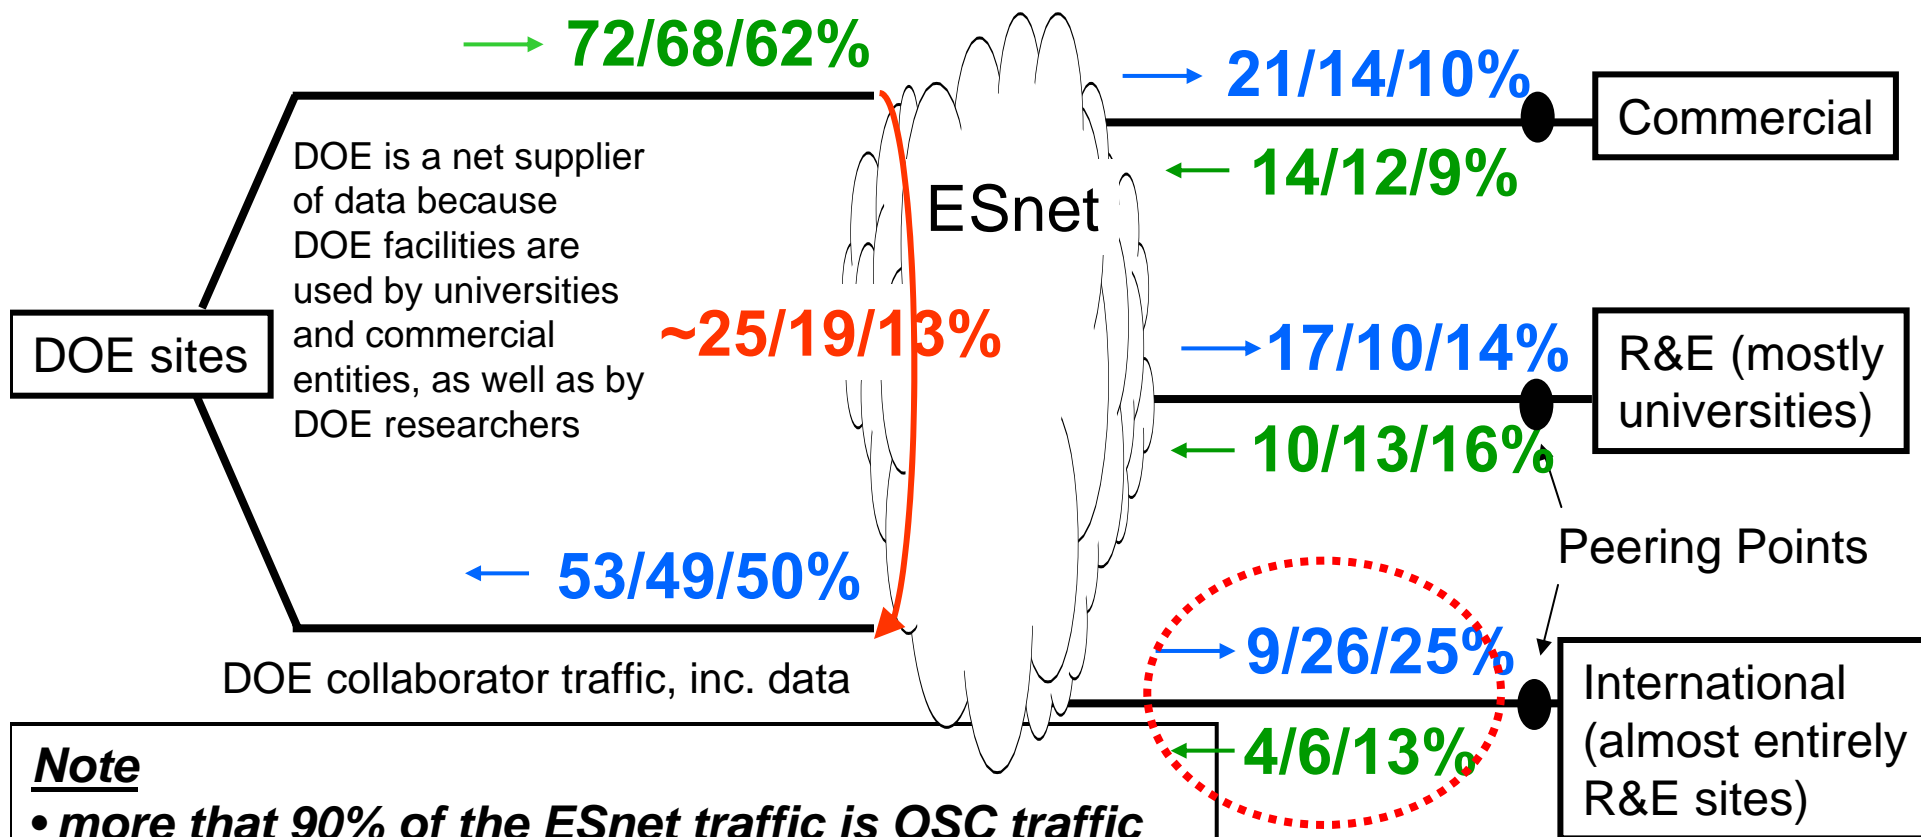 72/68/62%
21/14/10%
Commercial
14/12/9%
DOE is a net supplier
of data because
DOE facilities are
used by universities
and commercial
entities, as well as by
DOE researchers
ESnet
~25/19/13%
DOE sites
17/10/14%
R&E (mostly
universities)
10/13/16%
Peering Points
53/49/50%
DOE collaborator traffic, inc. data
9/26/25%
4/6/13%
International
(almost entirely
R&E sites)
Note
• more that 90% of the ESnet traffic is OSC traffic